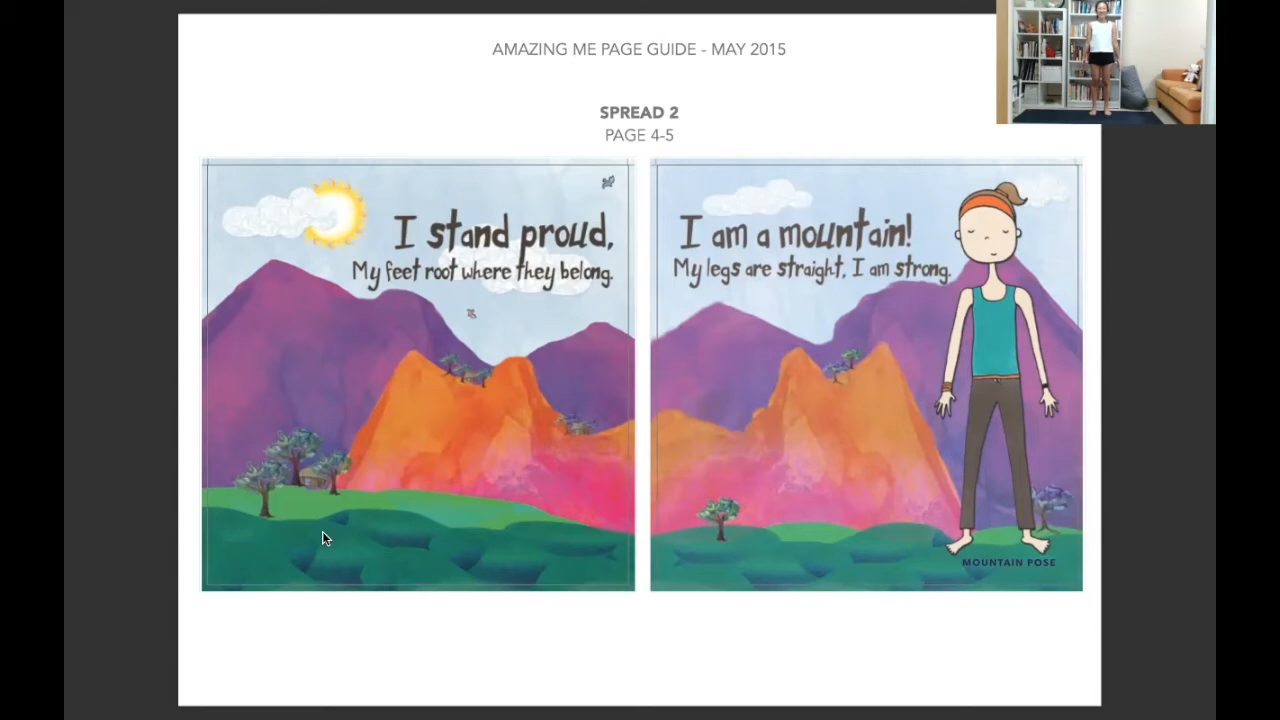 AMAZING ME PAGE GUIDE - MAY 2015
SPREAD 2
PAGE 4-5
I stand proud,
My feet root where they belong.
I am a mountain!
My legs are straight, I am strong.
MOUNTAIN POSE